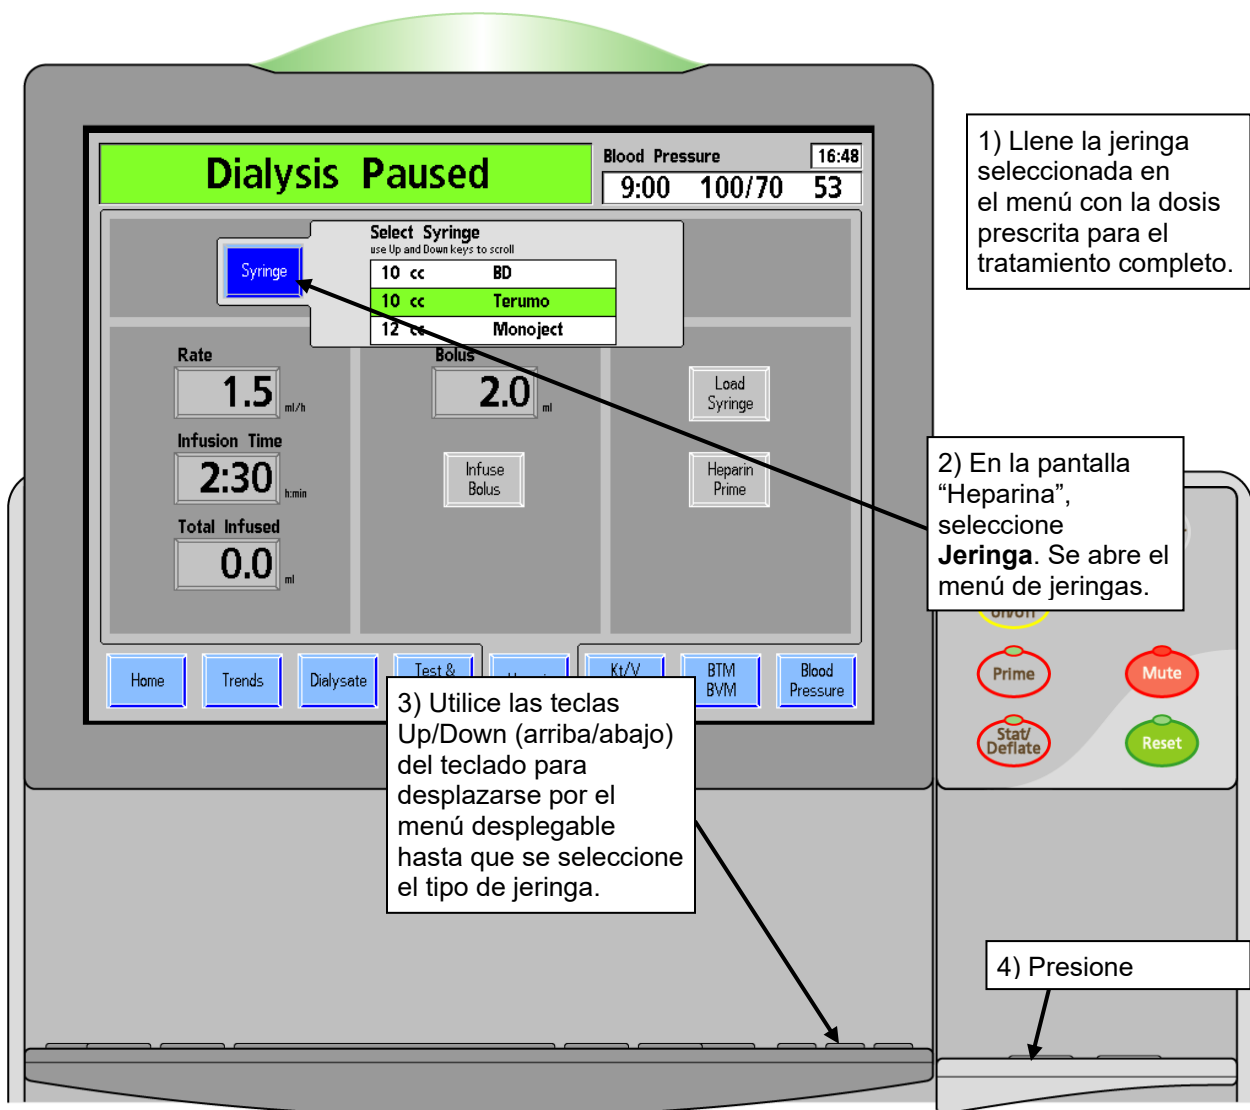 Dialysis Paused
Blood Pressure
16:48
9:00 100/70 53
1) Llene la jeringa
seleccionada en
el menú con la dosis
prescrita para el
tratamiento completo.
Syringe
Select Syringe
use Up and Down keys to scroll
10 cc BD
10 cc Terumo
12 cc Monoject
Rate
1.5 ml/h
Infusion Time
2:30 h:min
Total Infused
0.0 ml
Bolus
2.0 ml
Infuse
Bolus
Load
Syringe
Heparin
Prime
2) En la pantalla
“Heparina”,
seleccione
Jeringa. Se abre el
menú de jeringas.
Prime
Mute
Stat/
Deflate
Reset
Home
Trends
Dialysate
Test &
Kt/V
BTM
BVM
Blood
Pressure
3) Utilice las teclas
Up/Down (arriba/abajo)
del teclado para
desplazarse por el
menú desplegable
hasta que se seleccione
el tipo de jeringa.
4) Presione